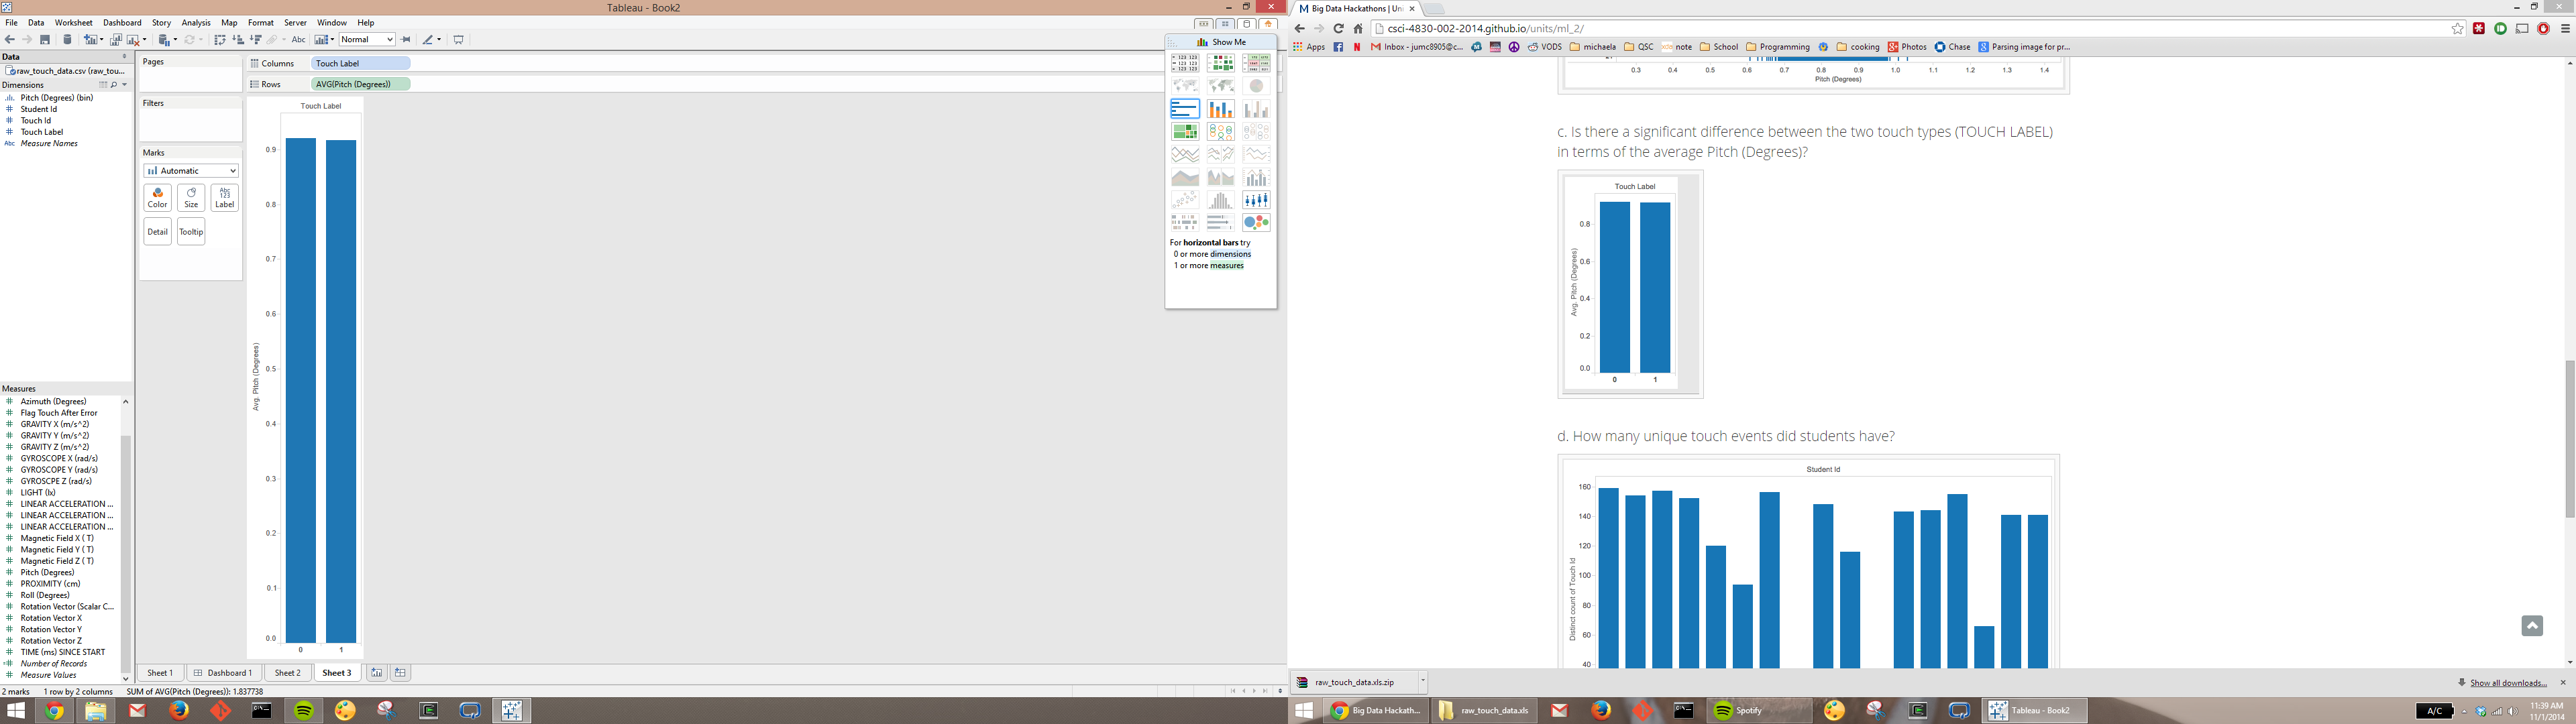 Tableau - Book2
File Data Worksheet Dashboard Story Analysis Map Format Server Window Help
Abc Normal
Data
raw_touch_data.csv (raw_tou...
Dimensions
Pitch (Degrees) (bin)
Student Id
Touch Id
Touch Label
Abc Measure Names
Measures
Azimuth (Degrees)
Flag Touch After Error
GRAVITY X (m/s^2)
GRAVITY Y (m/s^2)
GRAVITY Z (m/s^2)
GYROSCOPE X (rad/s)
GYROSCOPE Y (rad/s)
GYROSCPE Z (rad/s)
LIGHT (lx)
LINEAR ACCELERATION ...
LINEAR ACCELERATION ...
LINEAR ACCELERATION ...
Magnetic Field X ( T)
Magnetic Field Y ( T)
Magnetic Field Z ( T)
Pitch (Degrees)
PROXIMITY (cm)
Roll (Degrees)
Rotation Vector (Scalar C...
Rotation Vector X
Rotation Vector Y
Rotation Vector Z
TIME (ms) SINCE START
Number of Records
Measure Values
Pages
Filters
Marks
Automatic
Color Size Label
Detail Tooltip
Columns Touch Label
Rows AVG(Pitch (Degrees))
Touch Label
Avg. Pitch (Degrees)
0.9
0.8
0.7
0.6
0.5
0.4
0.3
0.2
0.1
0.0
0 1
Show Me
For horizontal bars try
0 or more dimensions
1 or more measures
Sheet 1 Dashboard 1 Sheet 2 Sheet 3
2 marks 1 row by 2 columns SUM of AVG(Pitch (Degrees)): 1.837738
Big Data Hackathons | Uni
csci-4830-002-2014.github.io/units/ml_2/
Apps Inbox - jumc8905@c... VODS michaela QSC note School Programming cooking Photos Chase Parsing image for pr...
0.3 0.4 0.5 0.6 0.7 0.8 0.9 1.0 1.1 1.2 1.3 1.4
Pitch (Degrees)
c. Is there a significant difference between the two touch types (TOUCH LABEL)
in terms of the average Pitch (Degrees)?
Touch Label
Avg. Pitch (Degrees)
0.8
0.6
0.4
0.2
0.0
0 1
d. How many unique touch events did students have?
Student Id
Distinct count of Touch Id
160
140
120
100
80
60
40
raw_touch_data.xls.zip
Show all downloads...
Big Data Hackath... raw_touch_data.xls Spotify Tableau - Book2
A/C
11:39 AM
11/1/2014